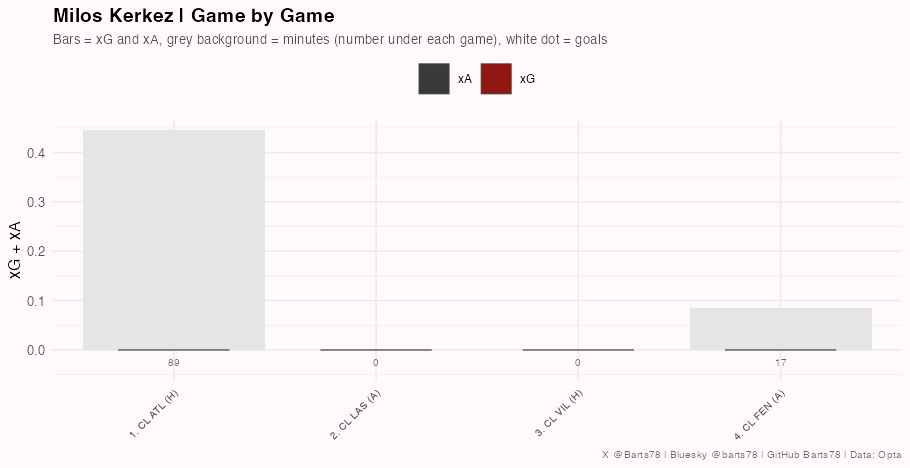 Milos Kerkez | Game by Game
Bars = xG and xA, grey background = minutes (number under each game), white dot = goals
xA xG
xG + xA
0.4
0.3
0.2
0.1
0.0
89 0 0 17
1. CL ATL (H) 2. CL LAS (A) 3. CL VIL (H) 4. CL FEN (A)
X @Barts78 | Bluesky @barts78 | GitHub Barts78 | Data: Opta